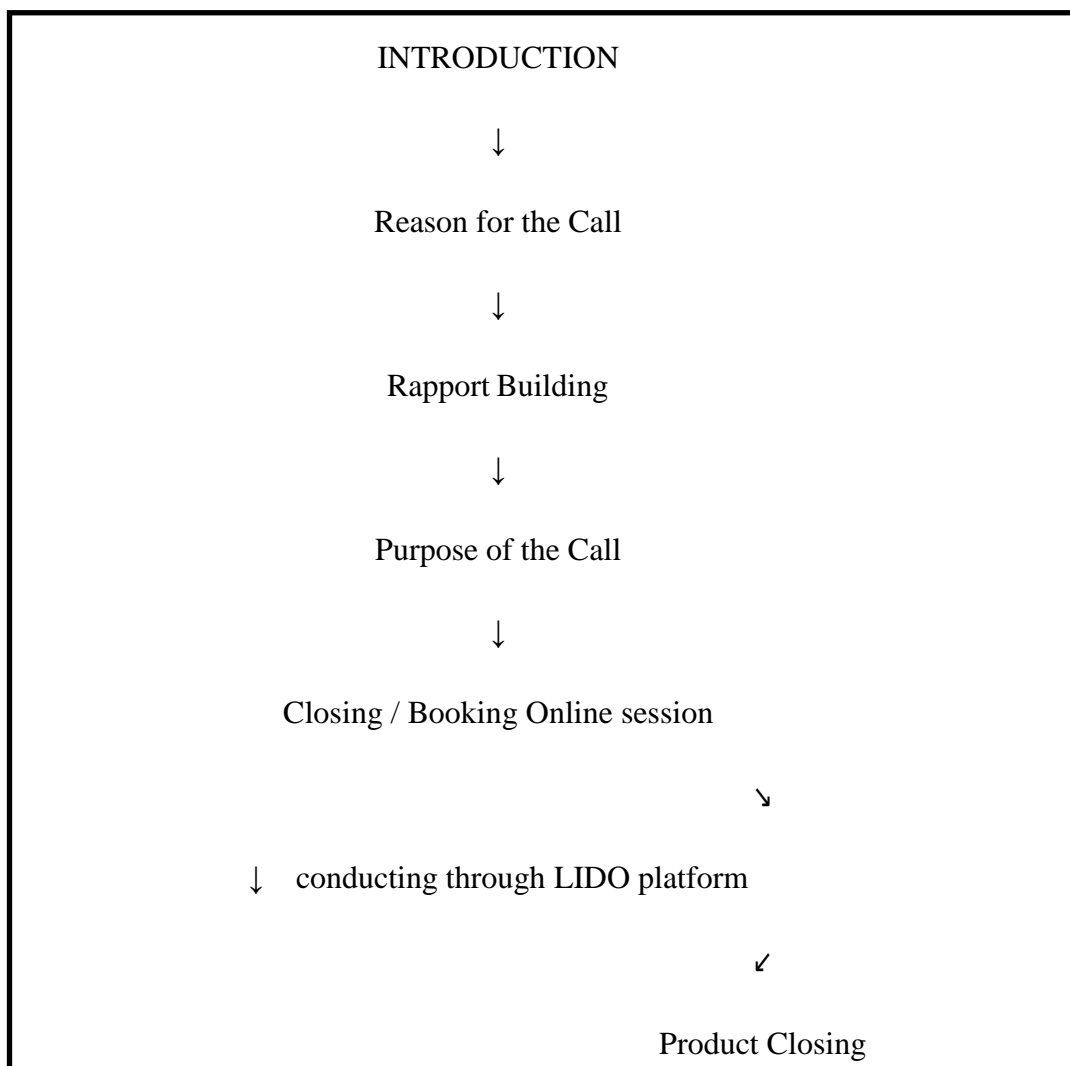 INTRODUCTION
↓
Reason for the Call
↓
Rapport Building
↓
Purpose of the Call
↓
Closing / Booking Online session
↘
↓ conducting through LIDO platform
↙
Product Closing